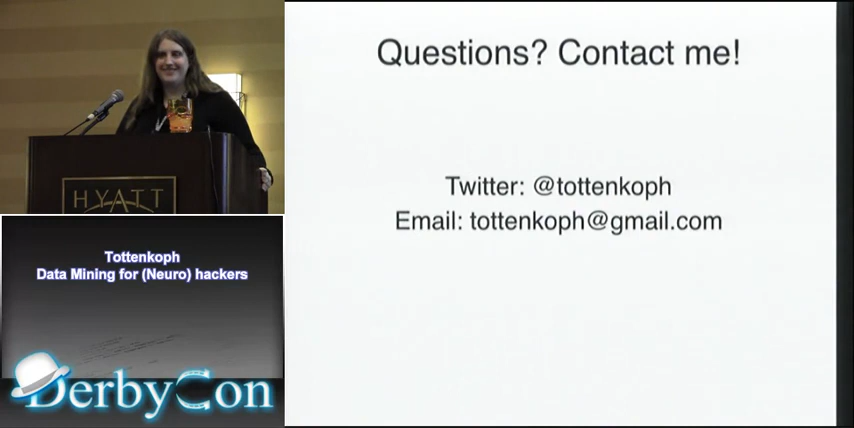 HYATT
Questions? Contact me!
Twitter: @tottenkoph
Email: tottenkoph@gmail.com
Tottenkoph
Data Mining for (Neuro) hackers
DerbyCon